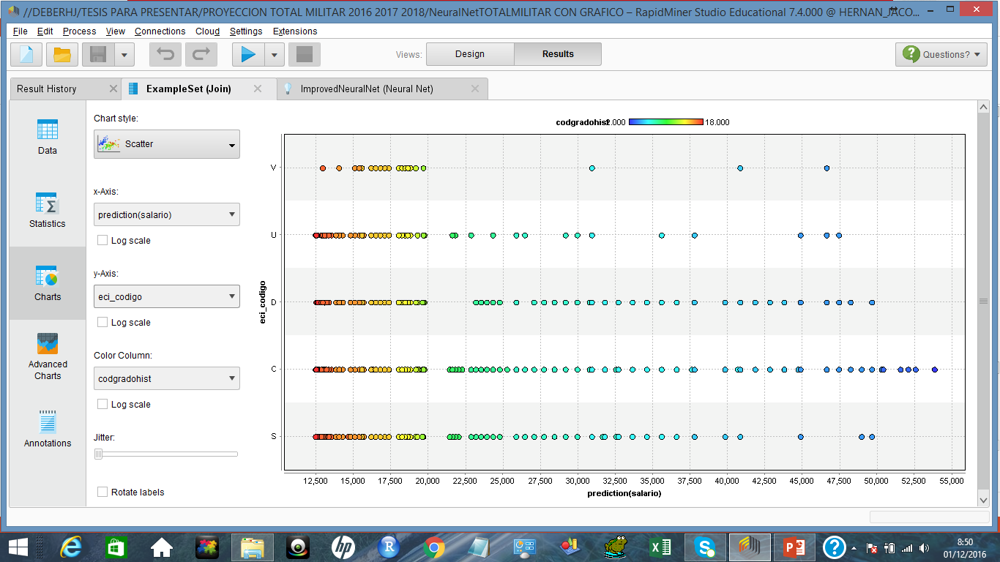 //DEBERHJ/TESIS PARA PRESENTAR/PROYECCION TOTAL MILITAR 2016 2017 2018/NeuralNetTOTALMILITAR CON GRAFICO – RapidMiner Studio Educational 7.4.000 @ HERNAN_JACO...
File Edit Process View Connections Cloud Settings Extensions
Views: Design Results
Questions?
Result History ExampleSet (Join) ImprovedNeuralNet (Neural Net)
Data
Statistics
Charts
Advanced
Charts
Annotations
Chart style:
Scatter
x-Axis:
prediction(salario)
Log scale
y-Axis:
eci_codigo
Log scale
Color Column:
codgradohist
Log scale
Jitter:
Rotate labels
codgradohist .000 18.000
V
U
D
C
S
eci_codigo
12,500 15,000 17,500 20,000 22,500 25,000 27,500 30,000 32,500 35,000 37,500 40,000 42,500 45,000 47,500 50,000 52,500 55,000
prediction(salario)
hp
R
S
8:50
01/12/2016